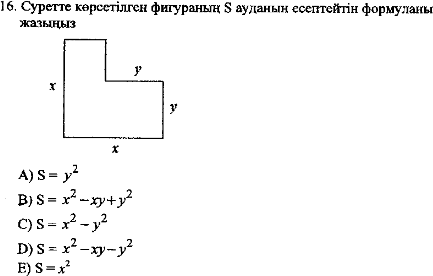 16. Суретте көрсетілген фигураның S ауданын есептейтін формуланы
жазыңыз
y
x
y
x
A) S = y²
B) S = x² – xy + y²
C) S = x² – y²
D) S = x² – xy – y²
E) S = x²